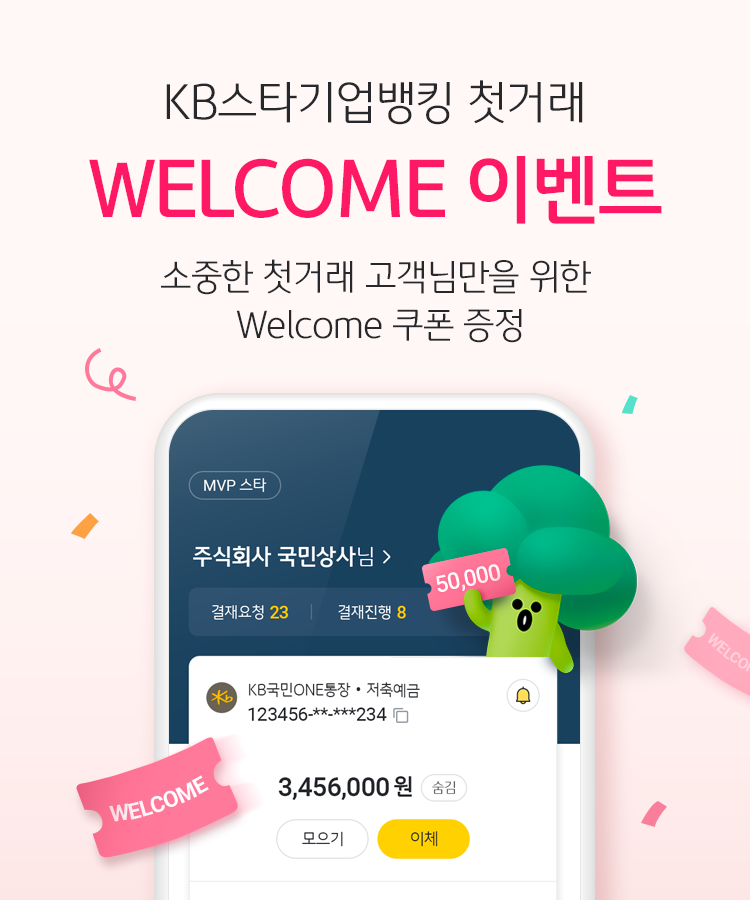 KB스타기업뱅킹 첫거래
WELCOME 이벤트
소중한 첫거래 고객님만을 위한
Welcome 쿠폰 증정
MVP 스타
주식회사 국민상사님 >
50,000
결재요청 23 | 결재진행 8
WELCO
KB국민ONE통장 • 저축예금
123456-**-***234
WELCOME
3,456,000 원 숨김
모으기 이체